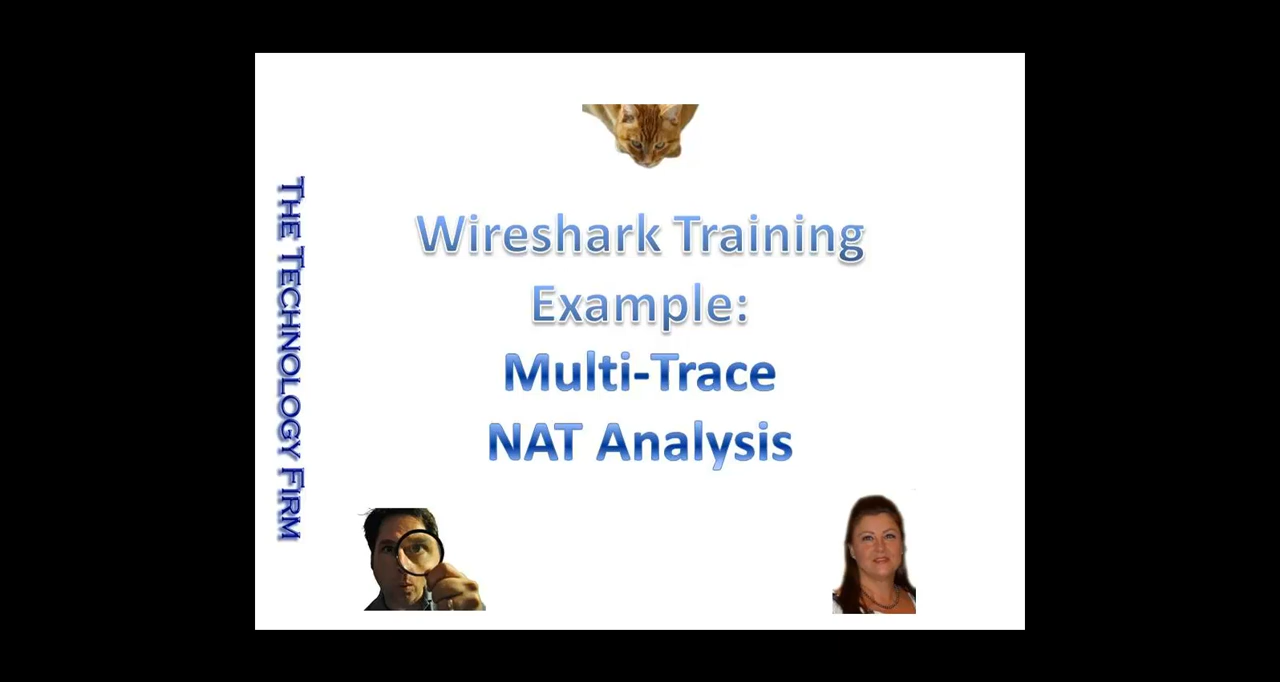 THE TECHNOLOGY FIRM
Wireshark Training
Example:
Multi-Trace
NAT Analysis